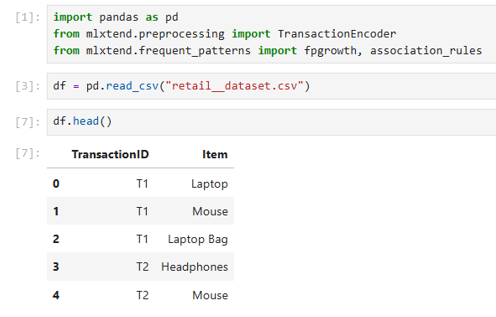 [1]: import pandas as pd
from mlxtend.preprocessing import TransactionEncoder
from mlxtend.frequent_patterns import fpgrowth, association_rules
[3]: df = pd.read_csv("retail__dataset.csv")
[7]: df.head()
[7]:
TransactionID Item
0 T1 Laptop
1 T1 Mouse
2 T1 Laptop Bag
3 T2 Headphones
4 T2 Mouse